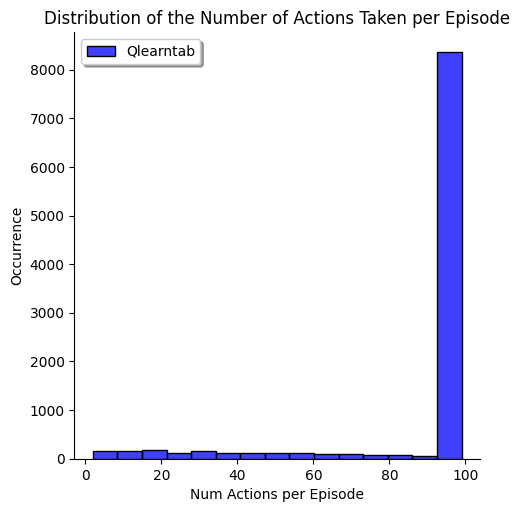 Distribution of the Number of Actions Taken per Episode
Qlearntab
8000
7000
6000
5000
4000
3000
2000
1000
0
Occurrence
0 20 40 60 80 100
Num Actions per Episode